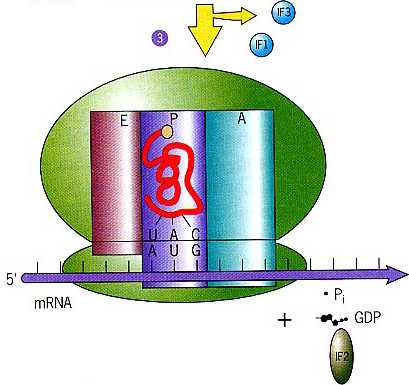 IF3
3
IF1
E P A
U A C
A U G
5'
mRNA
Pi
+ GDP
IF2